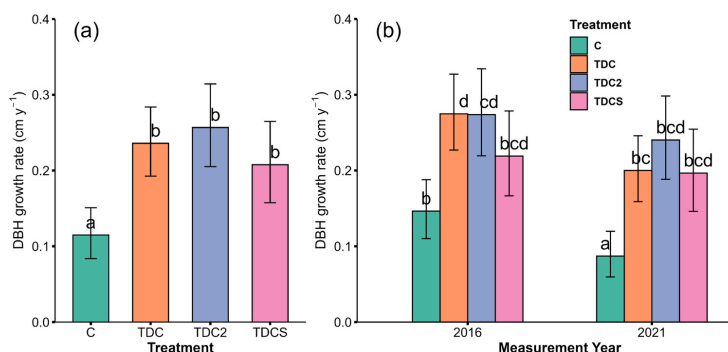 (a)
DBH growth rate (cm y⁻¹)
0.4
0.3
0.2
0.1
0.0
a
b
b
b
C TDC TDC2 TDCS
Treatment
(b)
DBH growth rate (cm y⁻¹)
0.4
0.3
0.2
0.1
0.0
Treatment
C
TDC
TDC2
TDCS
b
d
cd
bcd
a
bc
bcd
bcd
2016 2021
Measurement Year